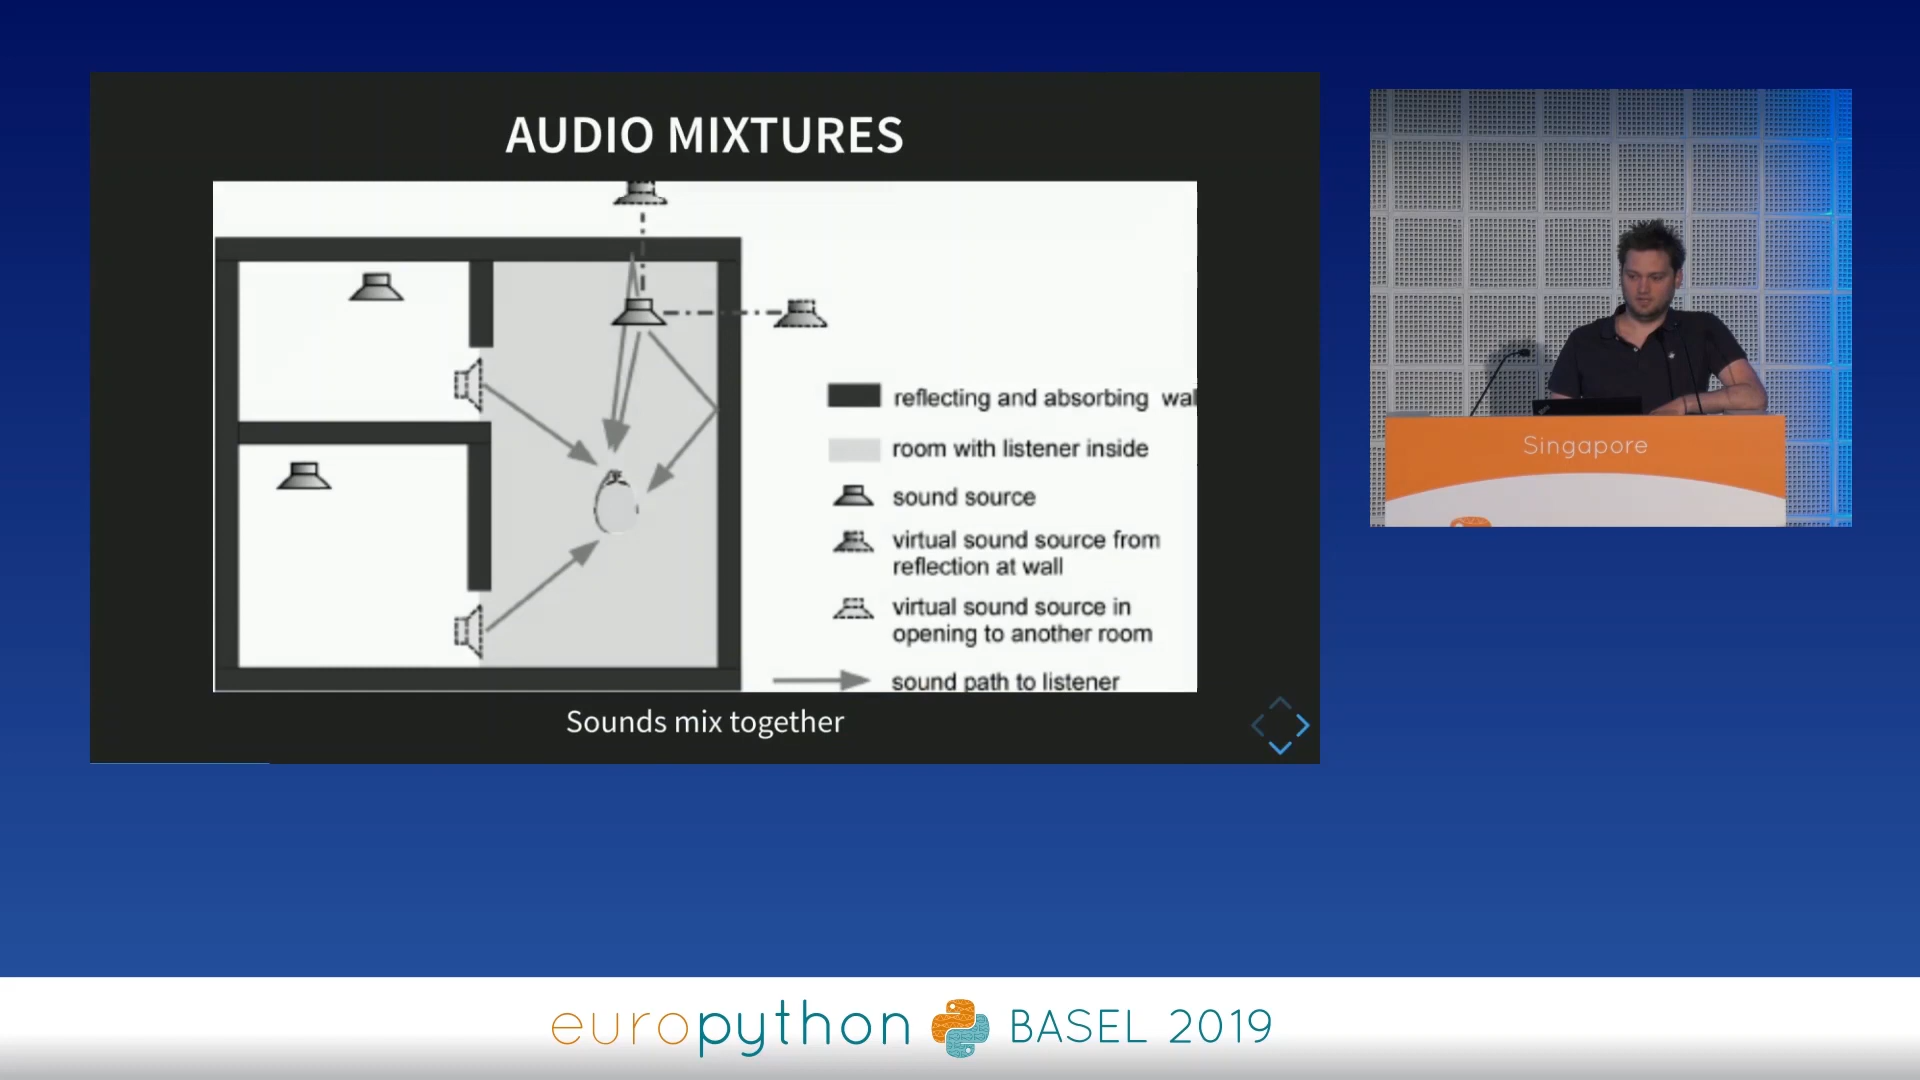 AUDIO MIXTURES
reflecting and absorbing wal
room with listener inside
sound source
virtual sound source from
reflection at wall
virtual sound source in
opening to another room
sound path to listener
Sounds mix together
Singapore
europython BASEL 2019